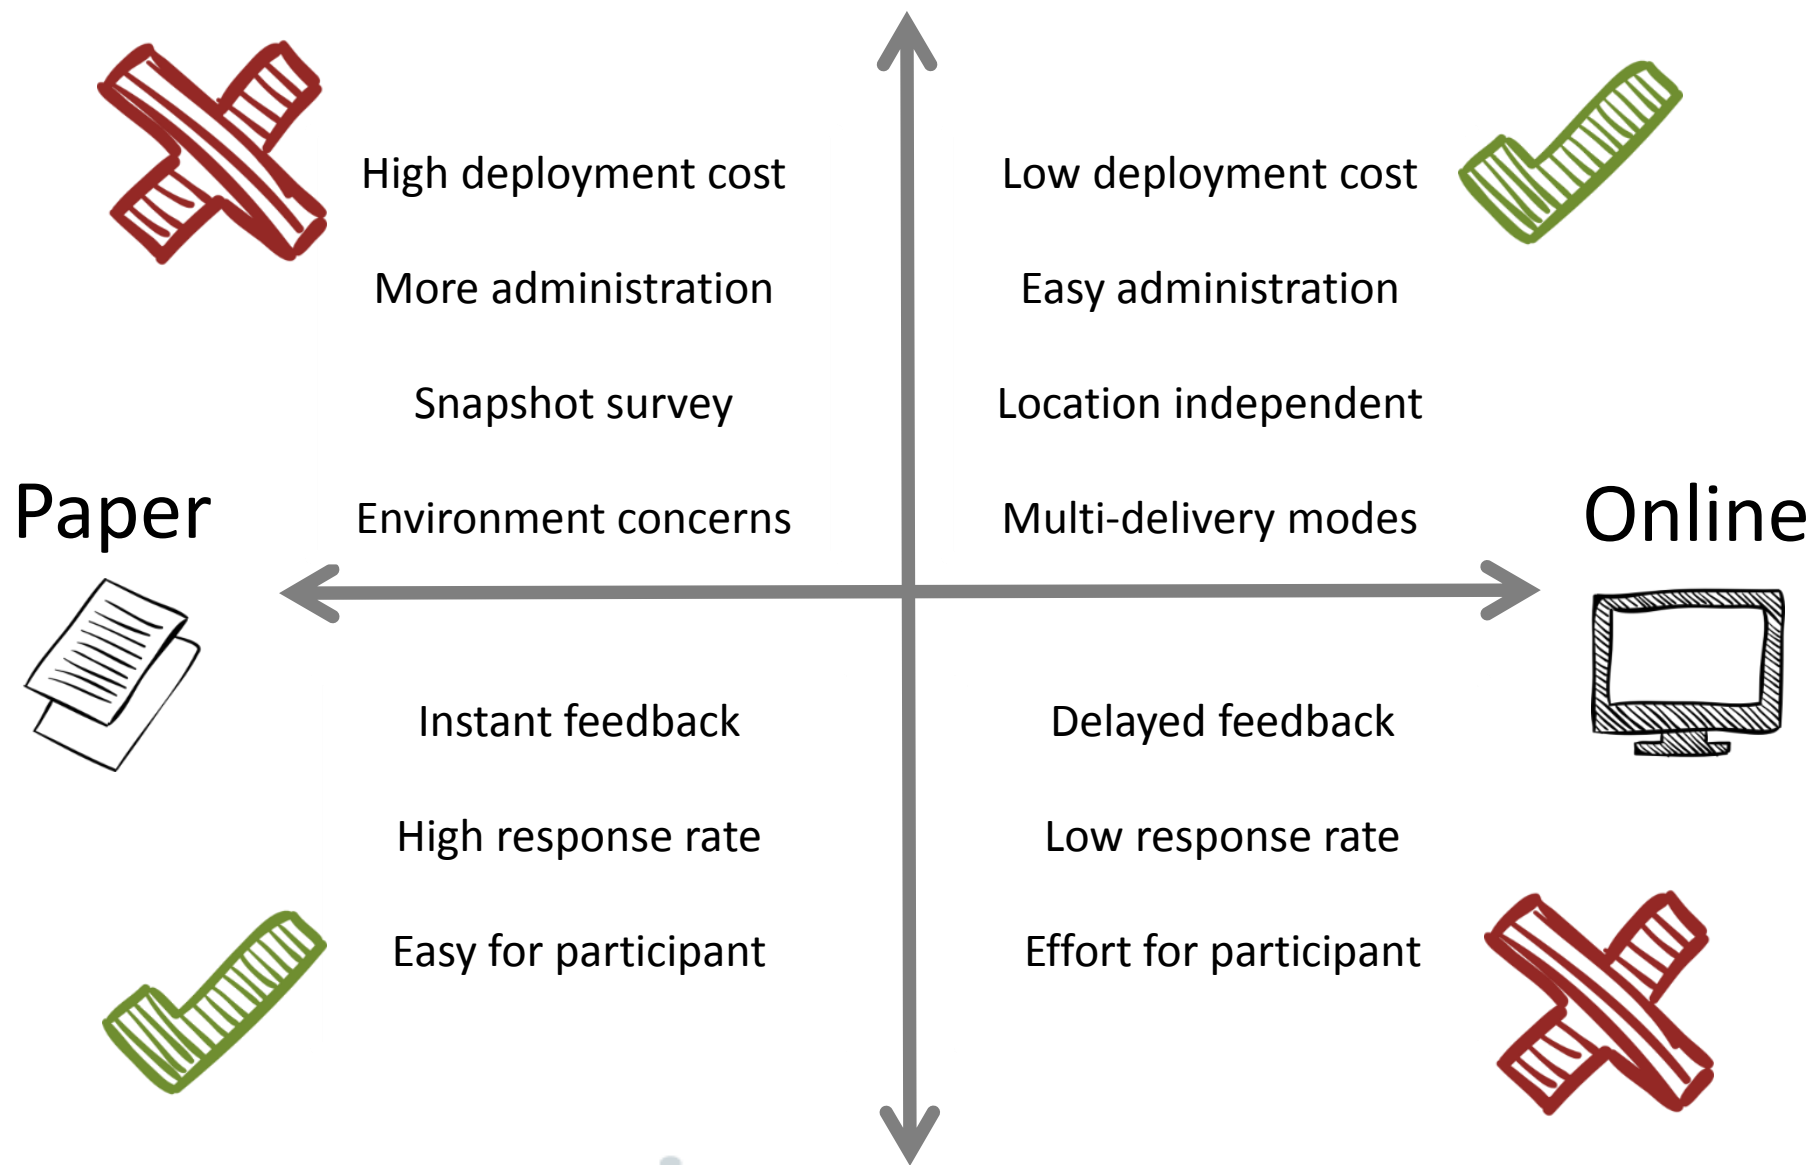 High deployment cost
More administration
Snapshot survey
Environment concerns
Low deployment cost
Easy administration
Location independent
Multi-delivery modes
Paper
Online
Instant feedback
High response rate
Easy for participant
Delayed feedback
Low response rate
Effort for participant